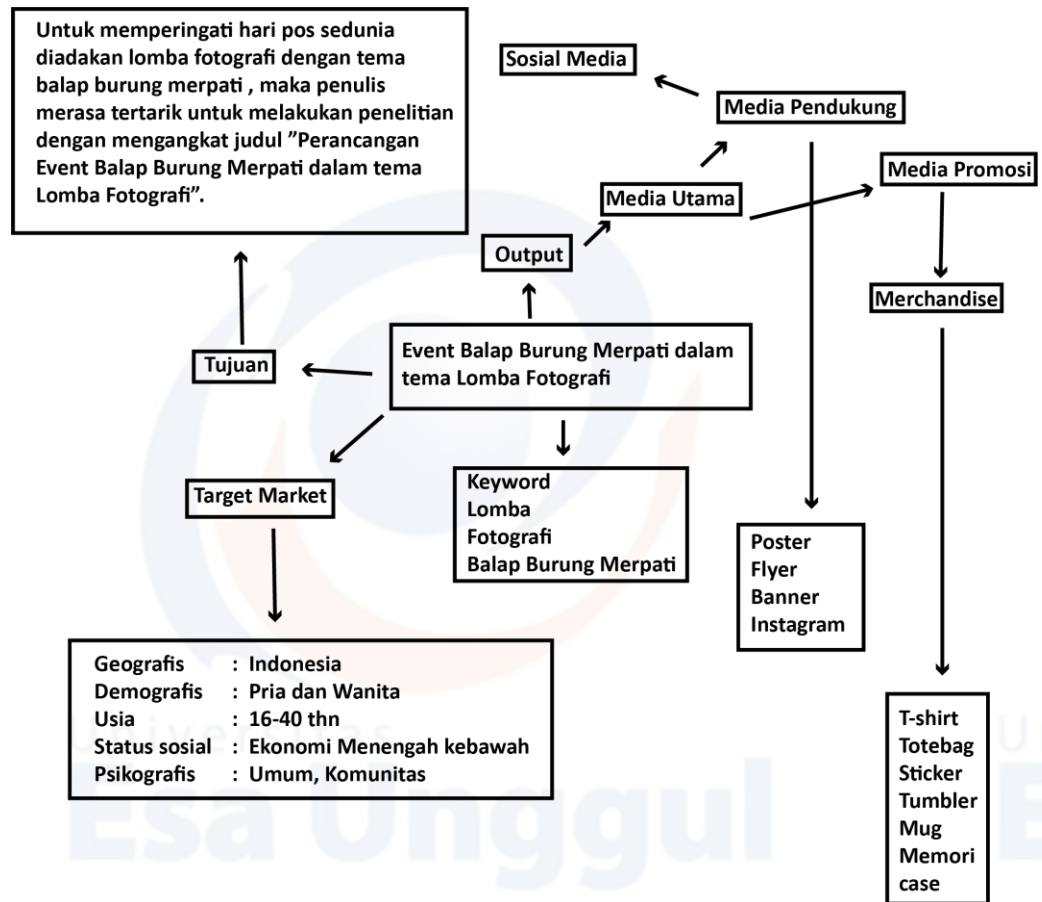 Untuk memperingati hari pos sedunia
diadakan lomba fotografi dengan tema
balap burung merpati , maka penulis
merasa tertarik untuk melakukan penelitian
dengan mengangkat judul ”Perancangan
Event Balap Burung Merpati dalam tema
Lomba Fotografi”.
Sosial Media
Media Pendukung
Media Promosi
Media Utama
Output
Merchandise
Tujuan
Event Balap Burung Merpati dalam
tema Lomba Fotografi
Target Market
Keyword
Lomba
Fotografi
Balap Burung Merpati
Poster
Flyer
Banner
Instagram
Geografis : Indonesia
Demografis : Pria dan Wanita
Usia : 16-40 thn
Status sosial : Ekonomi Menengah kebawah
Psikografis : Umum, Komunitas
T-shirt
Totebag
Sticker
Tumbler
Mug
Memori
case
Universitas
Esa Unggul
U
E